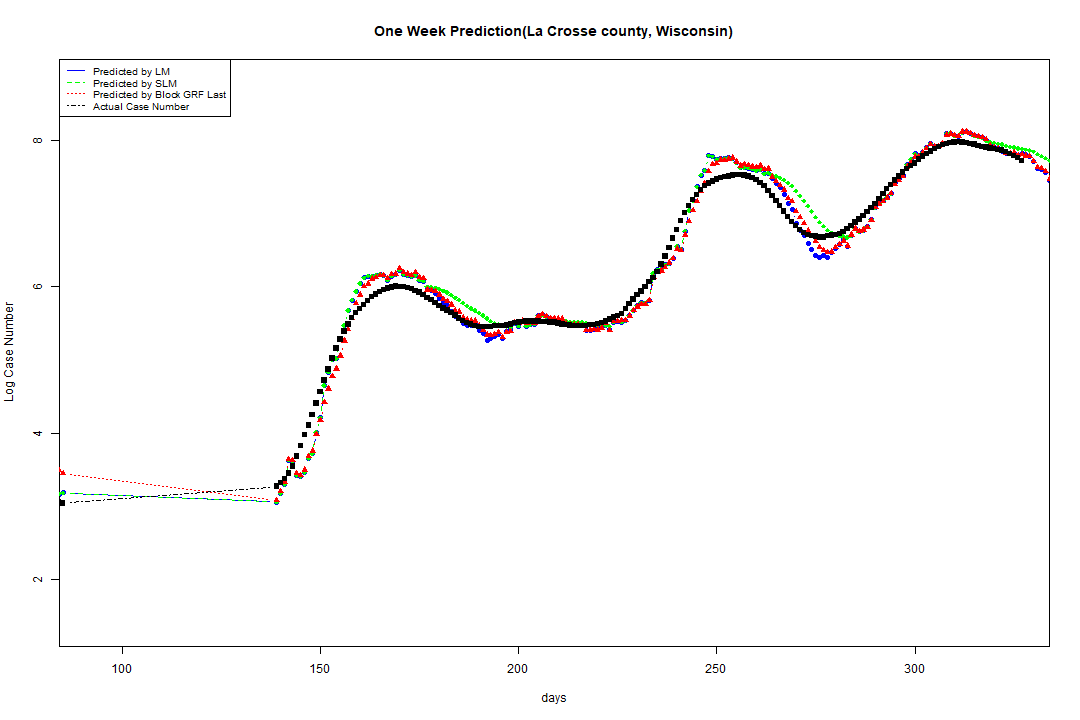 One Week Prediction(La Crosse county, Wisconsin)
Predicted by LM
Predicted by SLM
Predicted by Block GRF Last
Actual Case Number
8
6
4
2
Log Case Number
100
150
200
250
300
days